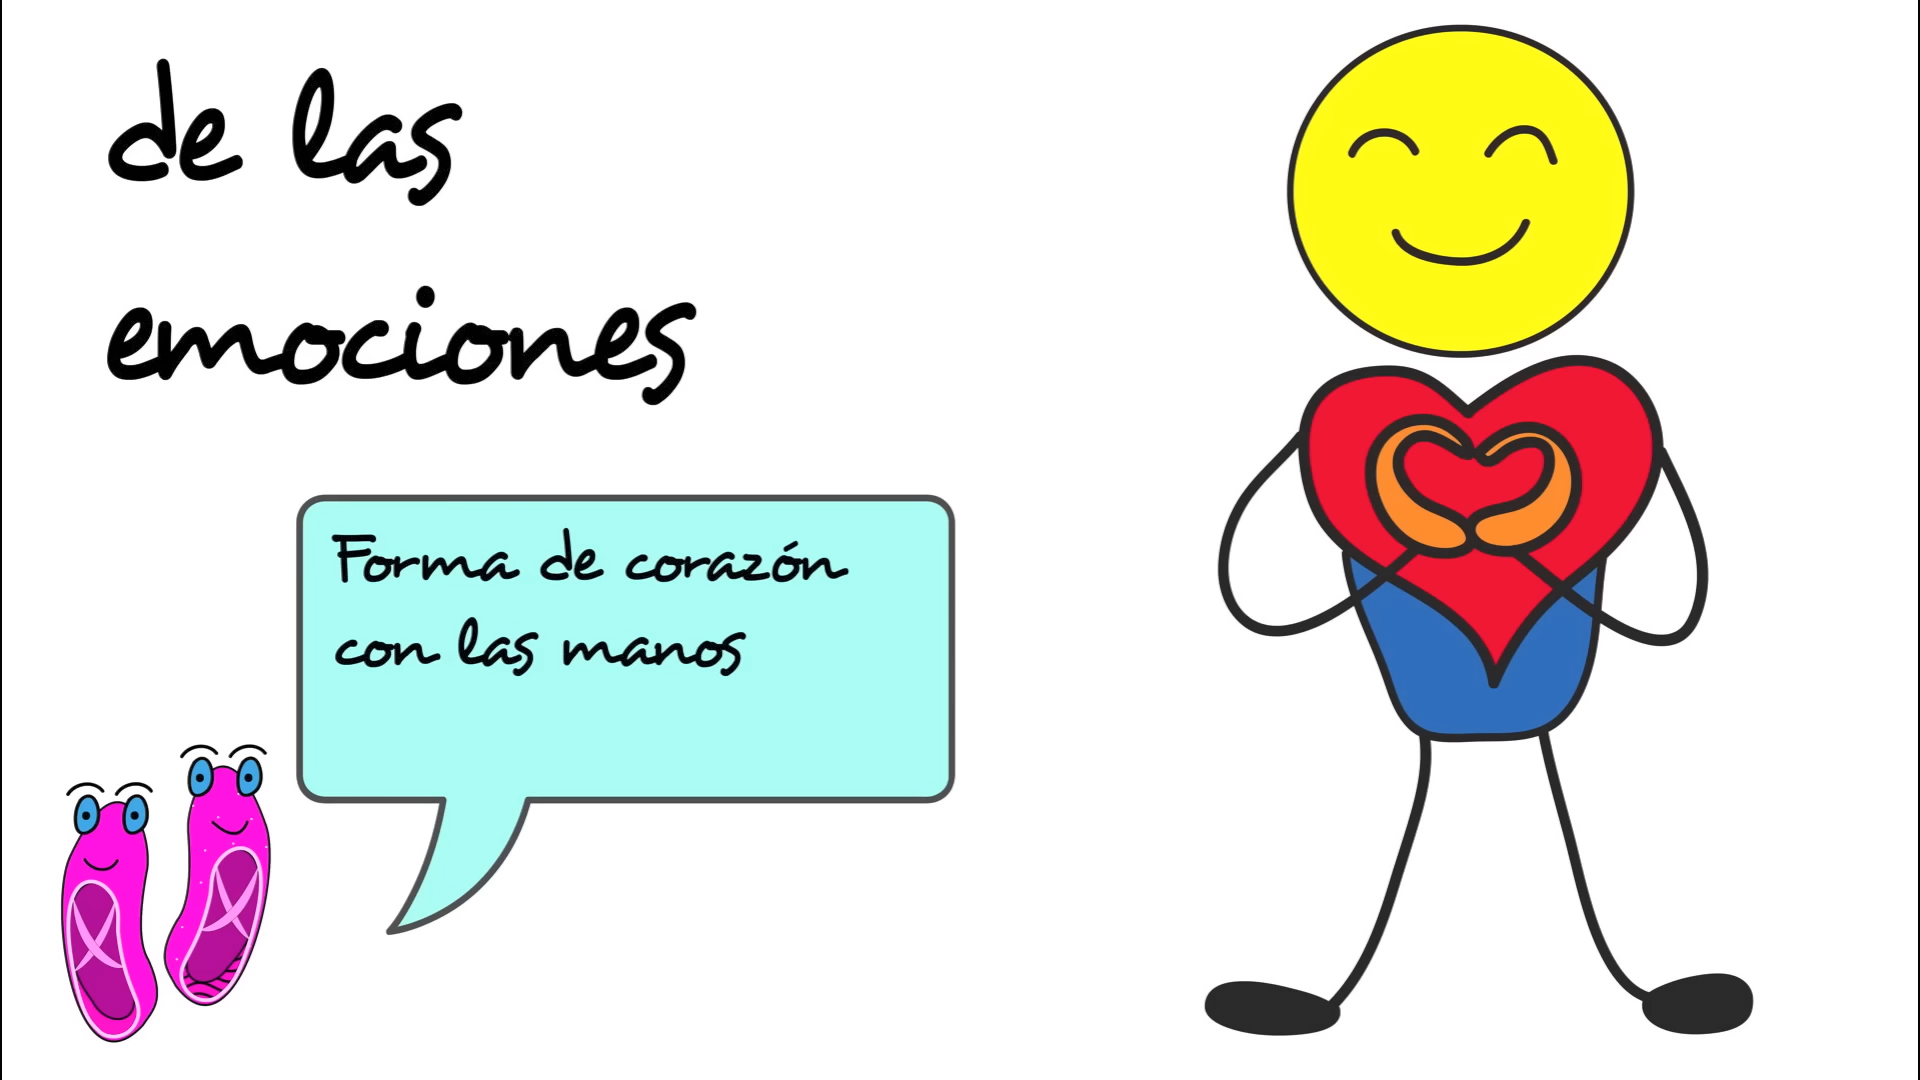 de las
emociones
Forma de corazón
con las manos